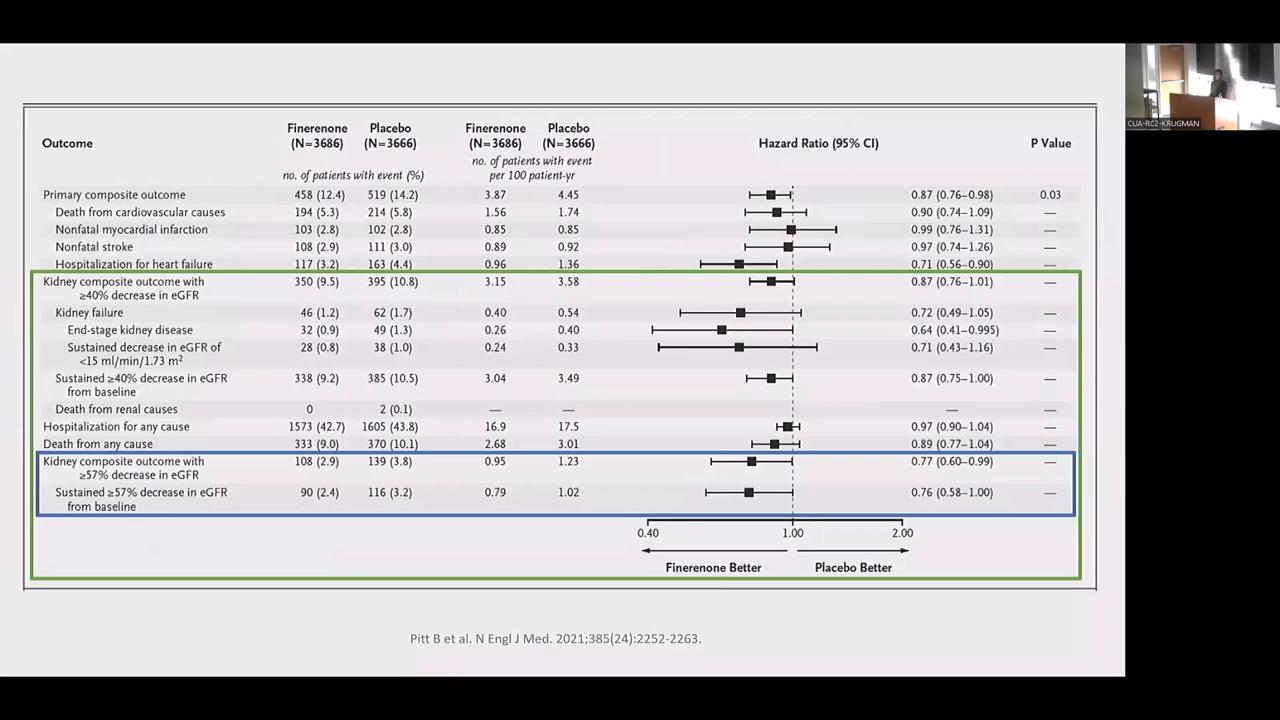 Finerenone Placebo Finerenone Placebo
Outcome (N=3686) (N=3666) (N=3686) (N=3666) Hazard Ratio (95% CI) P Value
no. of patients with event (%) no. of patients with event per 100 patient-yr
Primary composite outcome 458 (12.4) 519 (14.2) 3.87 4.45 0.87 (0.76–0.98) 0.03
Death from cardiovascular causes 194 (5.3) 214 (5.8) 1.56 1.74 0.90 (0.74–1.09) —
Nonfatal myocardial infarction 103 (2.8) 102 (2.8) 0.85 0.85 0.99 (0.76–1.31) —
Nonfatal stroke 108 (2.9) 111 (3.0) 0.89 0.92 0.97 (0.74–1.26) —
Hospitalization for heart failure 117 (3.2) 163 (4.4) 0.96 1.36 0.71 (0.56–0.90) —
Kidney composite outcome with 350 (9.5) 395 (10.8) 3.15 3.58 0.87 (0.76–1.01) —
≥40% decrease in eGFR
Kidney failure 46 (1.2) 62 (1.7) 0.40 0.54 0.72 (0.49–1.05) —
End-stage kidney disease 32 (0.9) 49 (1.3) 0.26 0.40 0.64 (0.41–0.995) —
Sustained decrease in eGFR of 28 (0.8) 38 (1.0) 0.24 0.33 0.71 (0.43–1.16) —
<15 ml/min/1.73 m²
Sustained ≥40% decrease in eGFR 338 (9.2) 385 (10.5) 3.04 3.49 0.87 (0.75–1.00) —
from baseline
Death from renal causes 0 2 (0.1) — — — —
Hospitalization for any cause 1573 (42.7) 1605 (43.8) 16.9 17.5 0.97 (0.90–1.04) —
Death from any cause 333 (9.0) 370 (10.1) 2.68 3.01 0.89 (0.77–1.04) —
Kidney composite outcome with 108 (2.9) 139 (3.8) 0.95 1.23 0.77 (0.60–0.99) —
≥57% decrease in eGFR
Sustained ≥57% decrease in eGFR 90 (2.4) 116 (3.2) 0.79 1.02 0.76 (0.58–1.00) —
from baseline
0.40 1.00 2.00
Finerenone Better Placebo Better
Pitt B et al. N Engl J Med. 2021;385(24):2252-2263.
CUA-RC2-KRUGMAN